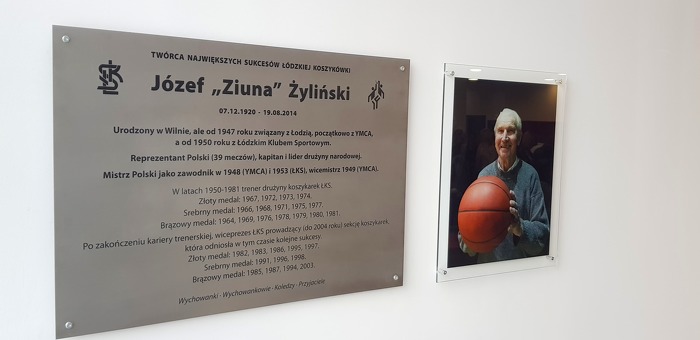 TWÓRCA NAJWIĘKSZYCH SUKCESÓW ŁÓDZKIEJ KOSZYKÓWKI
ŁKS
Józef „Ziuna” Żyliński
07.12.1920 - 19.08.2014
Urodzony w Wilnie, ale od 1947 roku związany z Łodzią, początkowo z YMCA,
a od 1950 roku z Łódzkim Klubem Sportowym.
Reprezentant Polski (39 meczów), kapitan i lider drużyny narodowej.
Mistrz Polski jako zawodnik w 1948 (YMCA) i 1953 (ŁKS), wicemistrz 1949 (YMCA).
W latach 1950-1981 trener drużyny koszykarek ŁKS.
Złoty medal: 1967, 1972, 1973, 1974.
Srebrny medal: 1966, 1968, 1971, 1975, 1977.
Brązowy medal: 1964, 1969, 1976, 1978, 1979, 1980, 1981.
Po zakończeniu kariery trenerskiej, wiceprezes ŁKS prowadzący (do 2004 roku) sekcję koszykarek,
która odniosła w tym czasie kolejne sukcesy.
Złoty medal: 1982, 1983, 1986, 1995, 1997.
Srebrny medal: 1991, 1996, 1998.
Brązowy medal: 1985, 1987, 1994, 2003.
Wychowanki · Wychowankowie · Koledzy · Przyjaciele